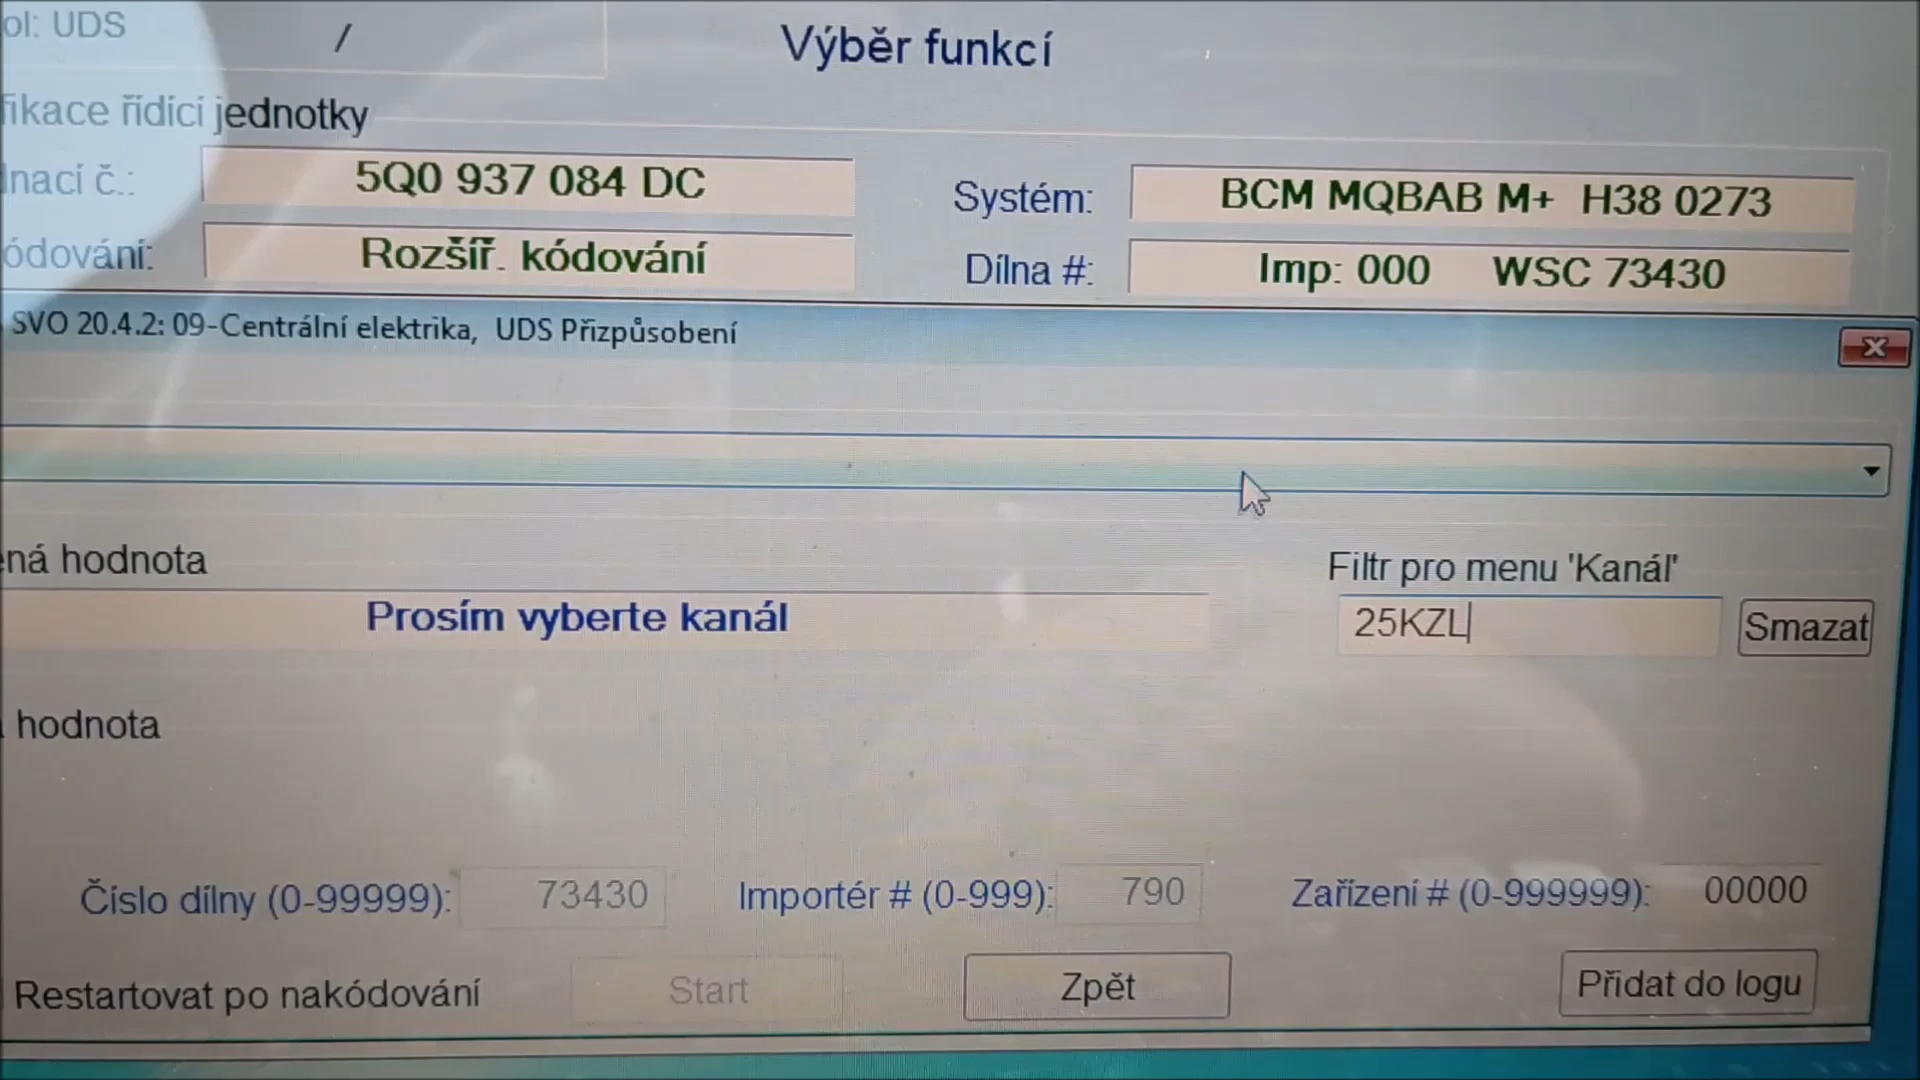 ol: UDS
/
Výběr funkcí
fikace řídící jednotky
nací č.:
5Q0 937 084 DC
Systém:
BCM MQBAB M+ H38 0273
ódování:
Rozšíř. kódování
Dílna #:
Imp: 000 WSC 73430
SVO 20.4.2: 09-Centrální elektrika, UDS Přizpůsobení
ná hodnota
Filtr pro menu 'Kanál'
Prosím vyberte kanál
25KZL
Smazat
hodnota
Číslo dílny (0-99999):
73430
Importér # (0-999):
790
Zařízení # (0-999999):
00000
Restartovat po nakódování
Start
Zpět
Přidat do logu